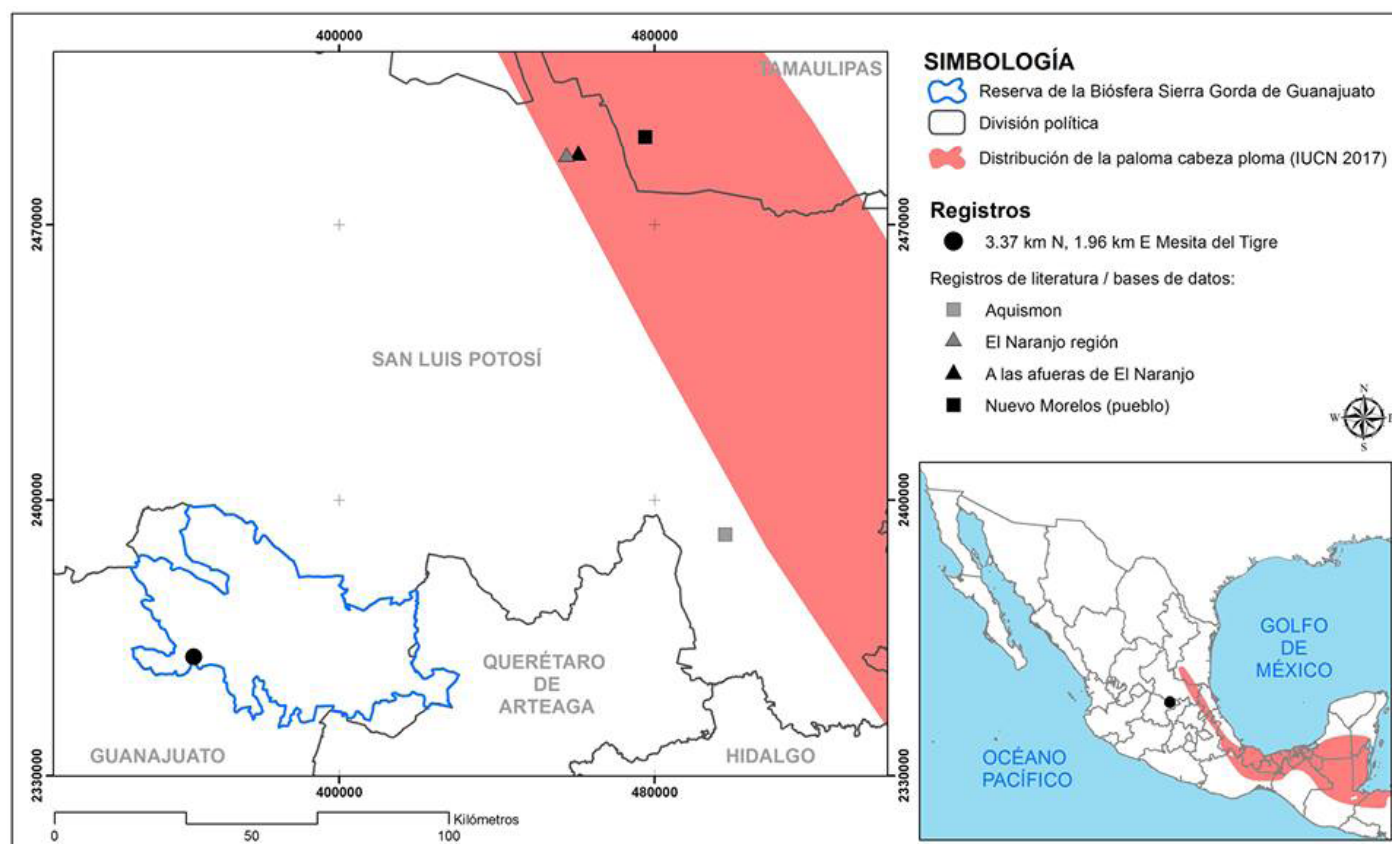 400000
480000
TAMAULIPAS
2470000
2470000
SAN LUIS POTOSÍ
2400000
2400000
QUERÉTARO
DE
ARTEAGA
GUANAJUATO
HIDALGO
2330000
2330000
400000
480000
Kilómetros
0
50
100
SIMBOLOGÍA
Reserva de la Biósfera Sierra Gorda de Guanajuato
División política
Distribución de la paloma cabeza ploma (IUCN 2017)
Registros
3.37 km N, 1.96 km E Mesita del Tigre
Registros de literatura / bases de datos:
Aquismon
El Naranjo región
A las afueras de El Naranjo
Nuevo Morelos (pueblo)
N
W
E
S
GOLFO
DE
MÉXICO
OCÉANO
PACÍFICO